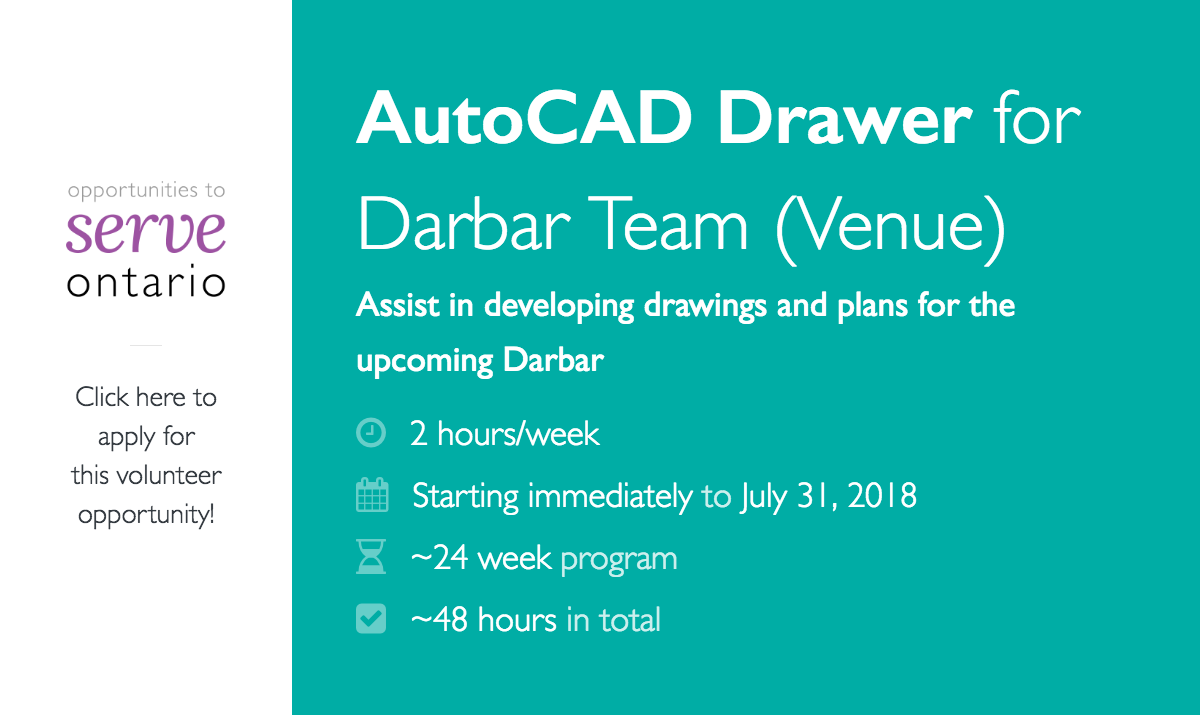 opportunities to
serve
ontario
Click here to
apply for
this volunteer
opportunity!
AutoCAD Drawer for
Darbar Team (Venue)
Assist in developing drawings and plans for the
upcoming Darbar
2 hours/week
Starting immediately to July 31, 2018
~24 week program
~48 hours in total